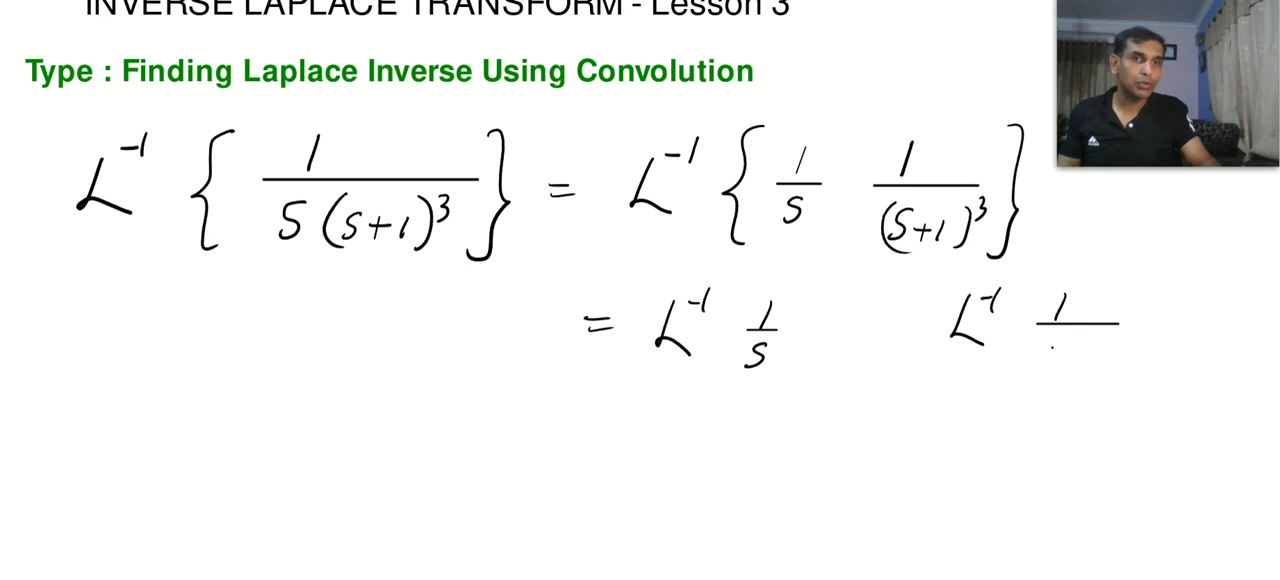 INVERSE LAPLACE TRANSFORM - Lesson 3
Type : Finding Laplace Inverse Using Convolution
L^{-1} { 1 / (s (s+1)^3) } = L^{-1} { 1/s 1/(s+1)^3 }
= L^{-1} 1/s L^{-1} 1/